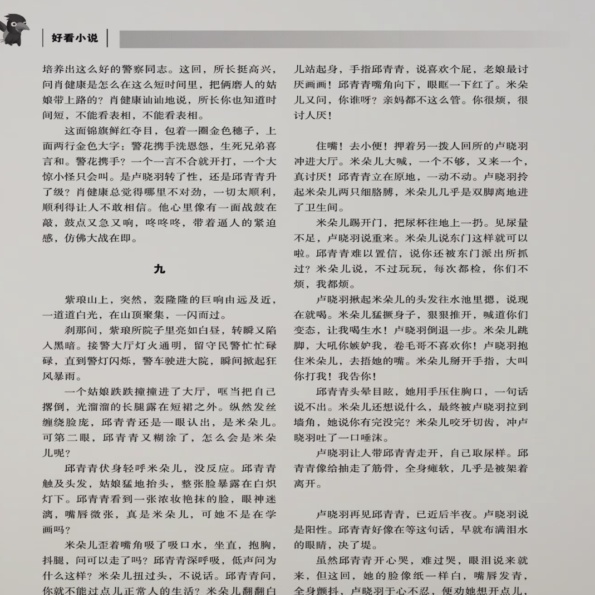 好看小说
培养出这么好的警察同志。这回，所长挺高兴，
问肖健康是怎么在这么短时间里，把俩磨人的姑
娘带上路的？肖健康讪讪地说，所长你也知道时
间短，不能看表相，不能看表相。
这面锦旗鲜红夺目，包着一圈金色穗子，上
面两行金色大字：警花携手洗恩怨，生死兄弟喜
言和。警花携手？一个一言不合就开打，一个大
惊小怪只会叫。是卢晓羽转了性，还是邱青青升
了级？肖健康总觉得哪里不对劲，一切太顺利，
顺利得让人不敢相信。他心里像有一面战鼓在
敲，鼓点又急又响，咚咚咚，带着逼人的紧迫
感，仿佛大战在即。
九
紫琅山上，突然，轰隆隆的巨响由远及近，
一道道白光，在山顶聚集，一闪而过。
刹那间，紫琅所院子里亮如白昼，转瞬又陷
入黑暗。接警大厅灯火通明，留守民警忙忙碌
碌，直到警灯闪烁，警车驶进大院，瞬间掀起狂
风暴雨。
一个姑娘跌跌撞撞进了大厅，哐当把自己
撂倒，光溜溜的长腿露在短裙之外。纵然发丝
缠绕脸庞，邱青青还是一眼认出，是米朵儿。
可第二眼，邱青青又糊涂了，怎么会是米朵
儿呢？
邱青青伏身轻呼米朵儿，没反应。邱青青
触及头发，姑娘猛地抬头，整张脸暴露在白炽
灯下。邱青青看到一张浓妆艳抹的脸，眼神迷
漓，嘴唇微张，真是米朵儿，可她不是在学
画吗？
米朵儿歪着嘴角吸了吸口水，坐直，抱胸，
抖腿，问可以走了吗？邱青青深呼吸，低声问为
什么这样？米朵儿扭过头，不说话。邱青青问，
你就不能过点儿正常人的生活？米朵儿翻翻白
儿站起身，手指邱青青，说喜欢个屁，老娘最讨
厌画画！邱青青嘴角向下，眼眶一下红了。米朵
儿又问，你谁呀？亲妈都不这么管。你很烦，很
讨人厌！
住嘴！去小便！押着另一拨人回所的卢晓羽
冲进大厅。米朵儿大喊，一个不够，又来一个，
真讨厌！邱青青立在原地，一动不动。卢晓羽拎
起米朵儿两只细胳膊，米朵儿几乎是双脚离地进
了卫生间。
米朵儿踢开门，把尿杯往地上一扔。见尿量
不足，卢晓羽说重来。米朵儿说东门这样就可以
啦。邱青青难以置信，说你还被东门派出所抓
过？米朵儿说，不过玩玩，每次都检，你们不
烦，我都烦。
卢晓羽揪起米朵儿的头发往水池里摁，说现
在就喝。米朵儿猛撅身子，狠狠推开，喊道你们
变态，让我喝生水！卢晓羽倒退一步。米朵儿跳
脚，大吼你嫉妒我，卷毛哥不喜欢你！卢晓羽抱
住米朵儿，去捂她的嘴。米朵儿掰开手指，大叫
你打我！我告你！
邱青青头晕目眩，她用手压住胸口，一句话
说不出。米朵儿还想说什么，最终被卢晓羽拉到
墙角，她说你有完没完？米朵儿咬牙切齿，冲卢
晓羽吐了一口唾沫。
卢晓羽让人带邱青青走开，自己取尿样。邱
青青像给抽走了筋骨，全身瘫软，几乎是被架着
离开。
卢晓羽再见邱青青，已近后半夜。卢晓羽说
是阳性。邱青青好像在等这句话，早就布满泪水
的眼睛，决了堤。
虽然邱青青开心哭，难过哭，眼泪说来就
来，但这回，她的脸像纸一样白，嘴唇发青，
全身颤抖，卢晓羽于心不忍，便劝她想开点儿，